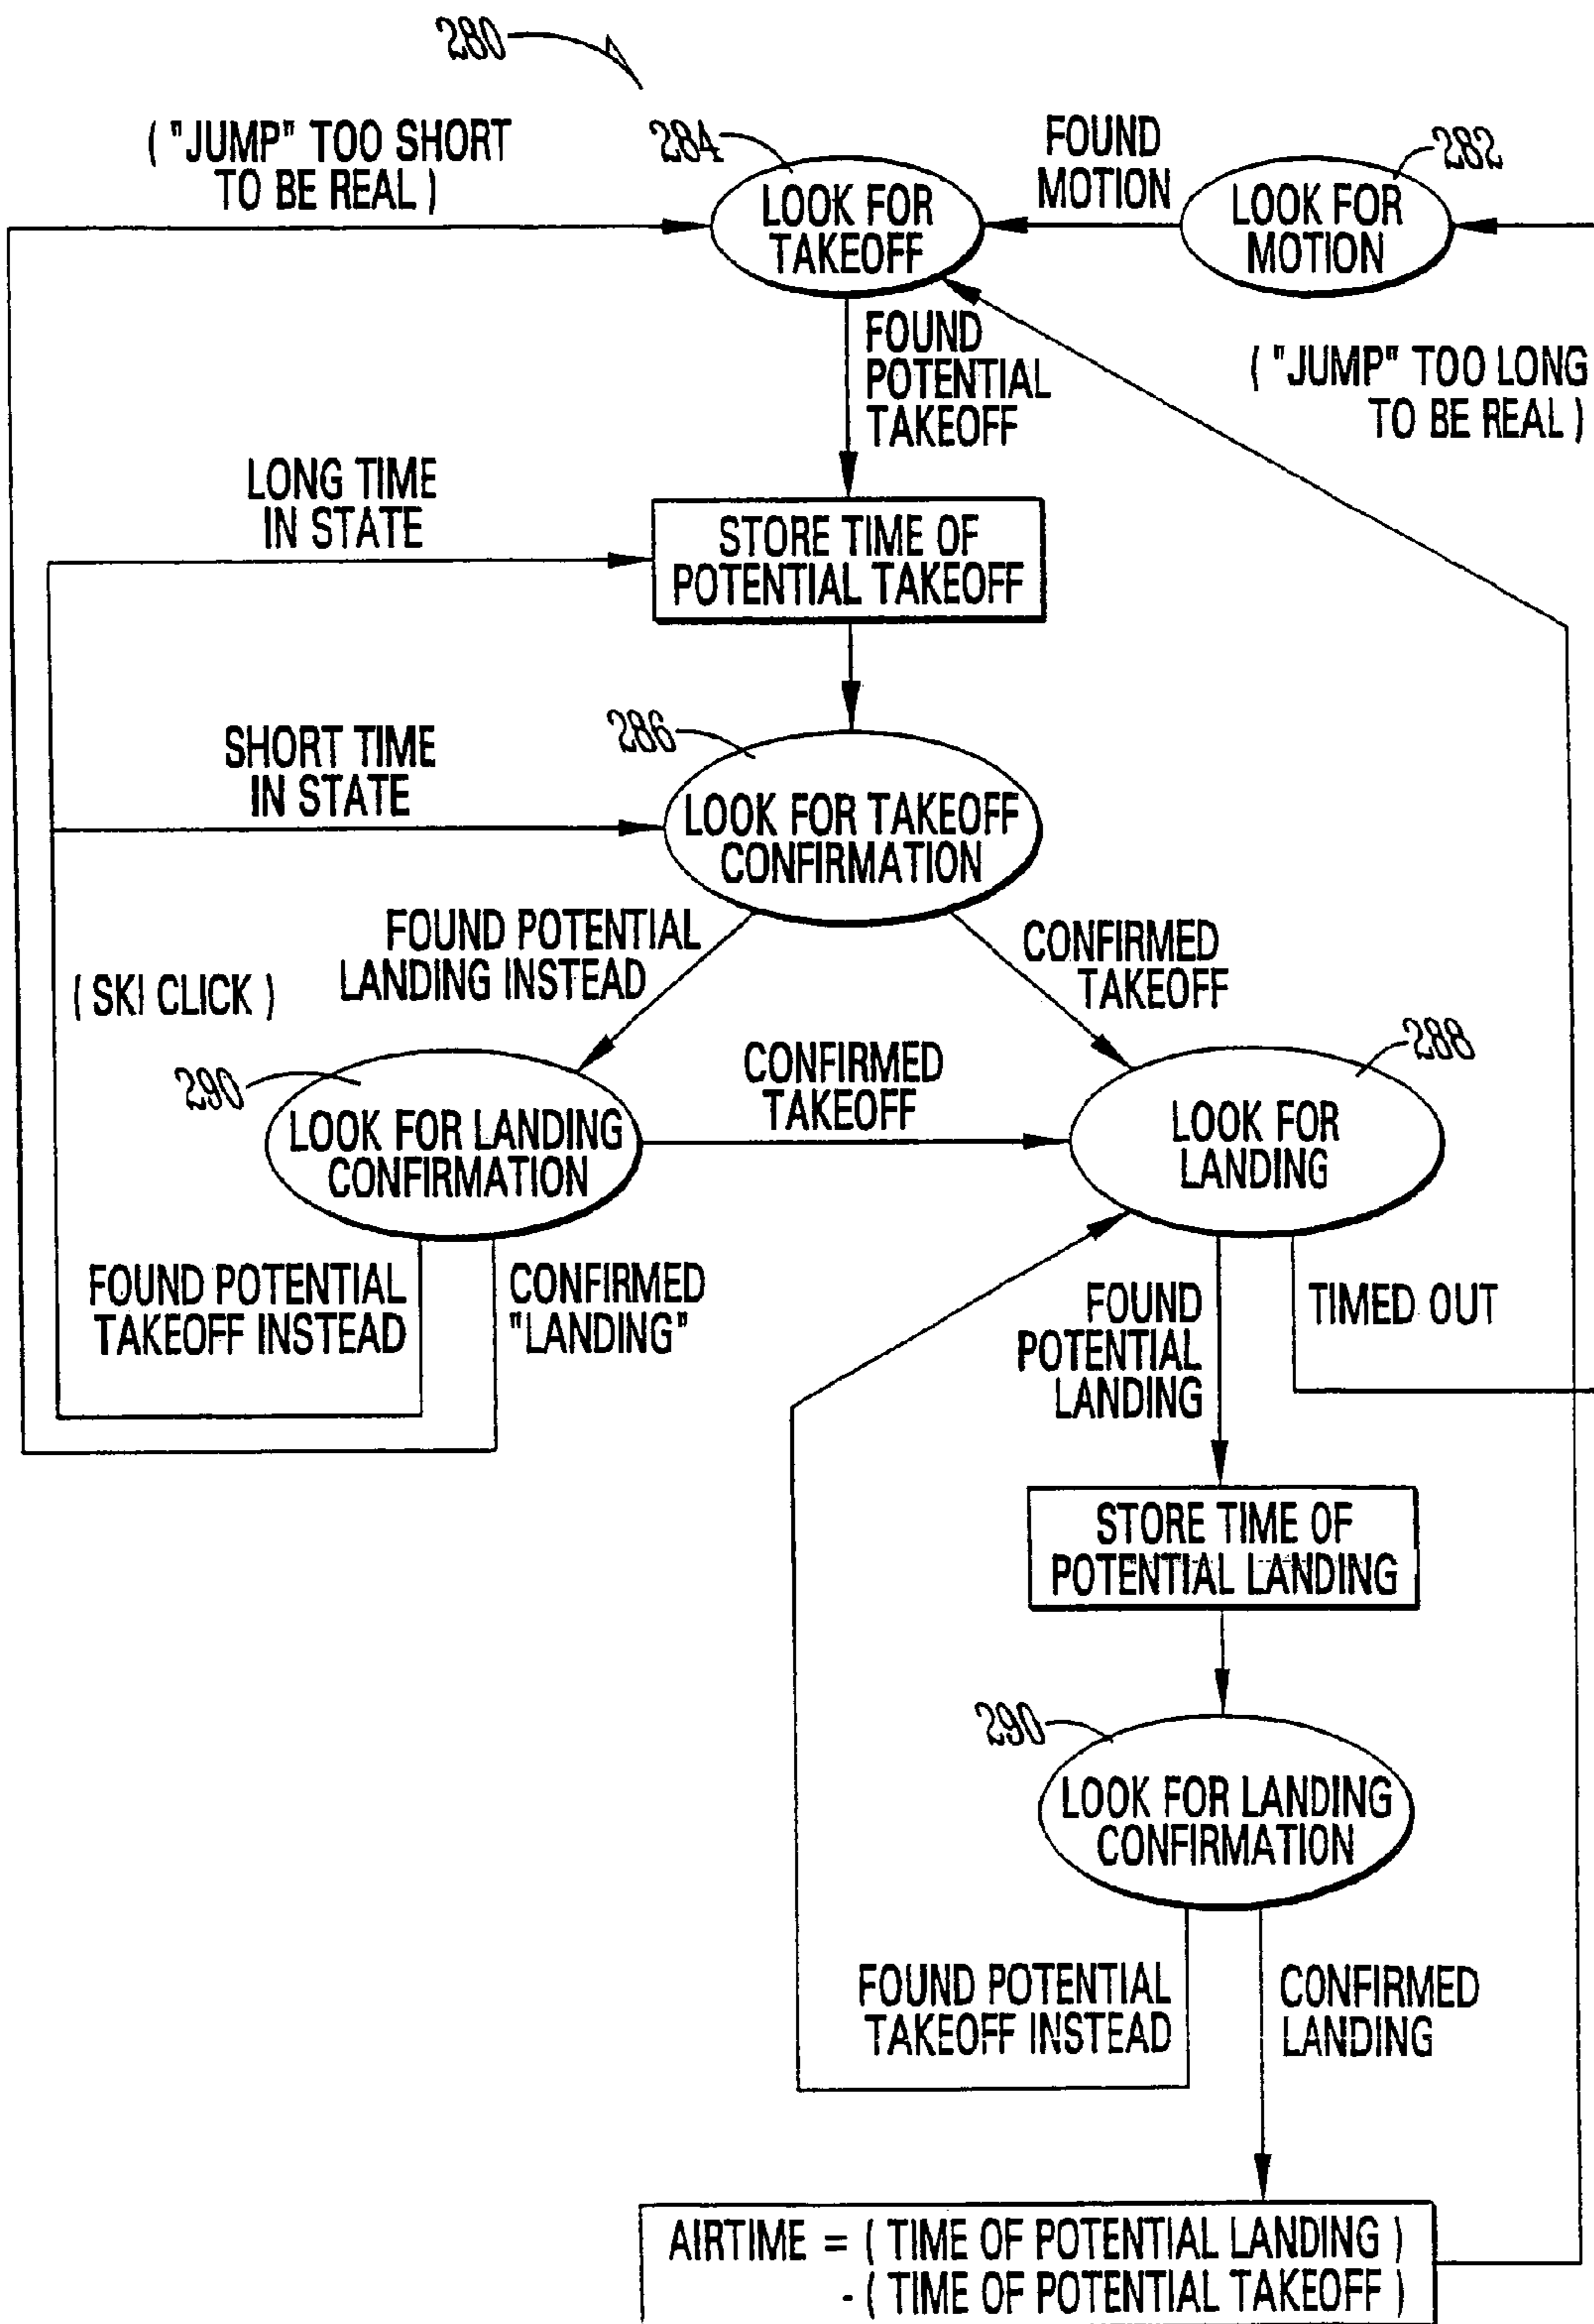 280
( "JUMP" TOO SHORT
TO BE REAL )
284
LOOK FOR
TAKEOFF
FOUND
MOTION
282
LOOK FOR
MOTION
FOUND
POTENTIAL
TAKEOFF
( "JUMP" TOO LONG
TO BE REAL )
LONG TIME
IN STATE
STORE TIME OF
POTENTIAL TAKEOFF
SHORT TIME
IN STATE
286
LOOK FOR TAKEOFF
CONFIRMATION
FOUND POTENTIAL
LANDING INSTEAD
CONFIRMED
TAKEOFF
( SKI CLICK )
290
LOOK FOR LANDING
CONFIRMATION
CONFIRMED
TAKEOFF
288
LOOK FOR
LANDING
FOUND POTENTIAL
TAKEOFF INSTEAD
CONFIRMED
"LANDING"
FOUND
POTENTIAL
LANDING
TIMED OUT
STORE TIME OF
POTENTIAL LANDING
290
LOOK FOR LANDING
CONFIRMATION
FOUND POTENTIAL
TAKEOFF INSTEAD
CONFIRMED
LANDING
AIRTIME = ( TIME OF POTENTIAL LANDING )
- ( TIME OF POTENTIAL TAKEOFF )